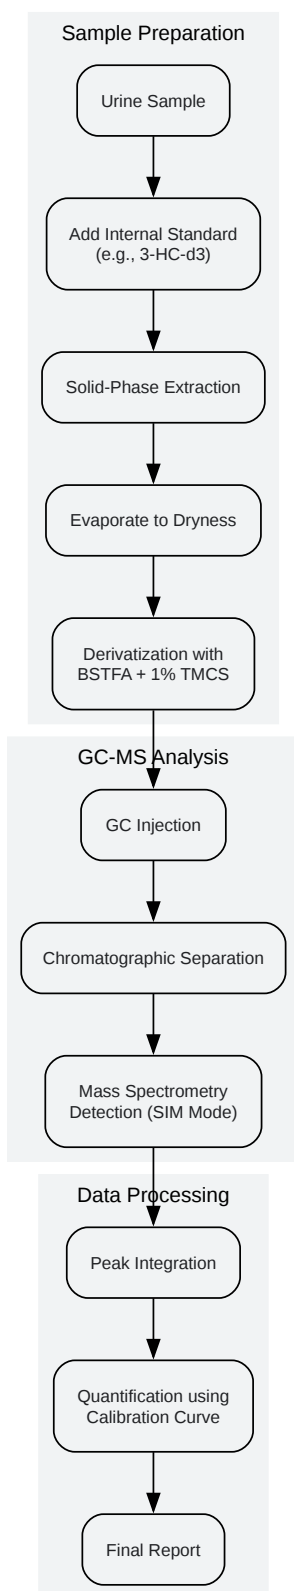 Sample Preparation
Urine Sample
Add Internal Standard
(e.g., 3-HC-d3)
Solid-Phase Extraction
Evaporate to Dryness
Derivatization with
BSTFA + 1% TMCS
GC-MS Analysis
GC Injection
Chromatographic Separation
Mass Spectrometry
Detection (SIM Mode)
Data Processing
Peak Integration
Quantification using
Calibration Curve
Final Report